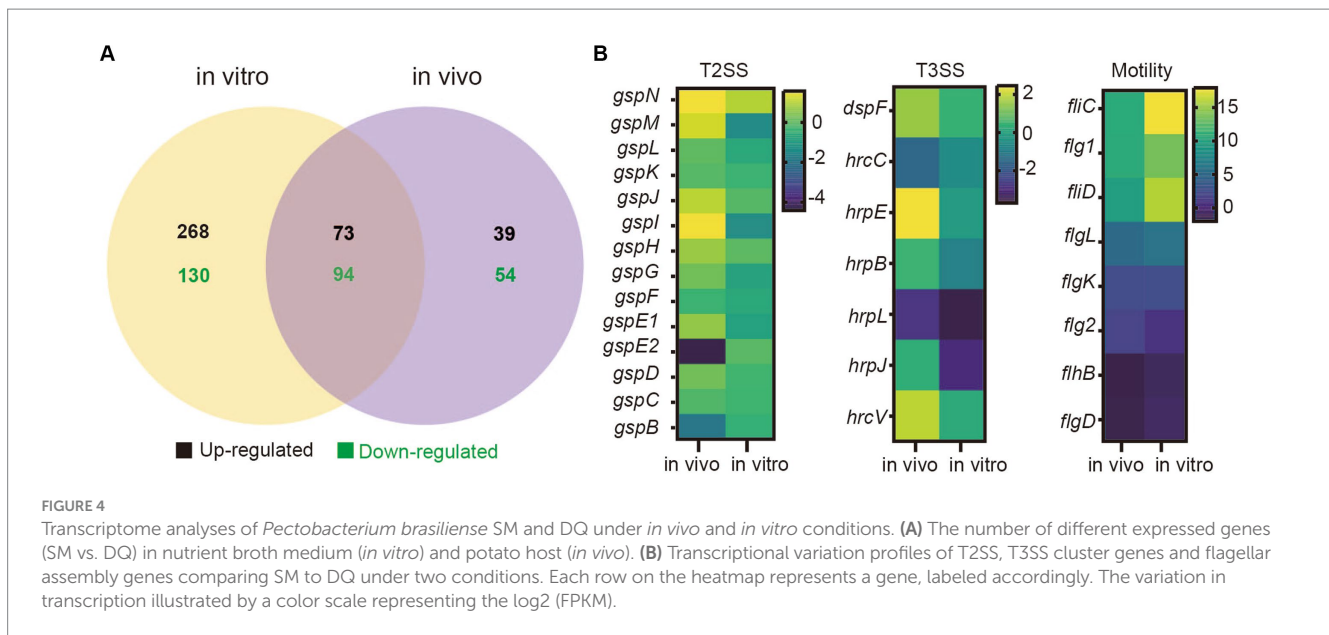 A
in vitro
in vivo
268
73
39
130
94
54
Up-regulated
Down-regulated
B
T2SS
gspN
gspM
gspL
gspK
gspJ
gspI
gspH
gspG
gspF
gspE1
gspE2
gspD
gspC
gspB
0
-2
-4
in vivo
in vitro
T3SS
dspF
hrcC
hrpE
hrpB
hrpL
hrpJ
hrcV
2
0
-2
in vivo
in vitro
Motility
fliC
flg1
fliD
flgL
flgK
flg2
flhB
flgD
15
10
5
0
in vivo
in vitro
FIGURE 4
Transcriptome analyses of Pectobacterium brasiliense SM and DQ under in vivo and in vitro conditions. (A) The number of different expressed genes
(SM vs. DQ) in nutrient broth medium (in vitro) and potato host (in vivo). (B) Transcriptional variation profiles of T2SS, T3SS cluster genes and flagellar
assembly genes comparing SM to DQ under two conditions. Each row on the heatmap represents a gene, labeled accordingly. The variation in
transcription illustrated by a color scale representing the log2 (FPKM).